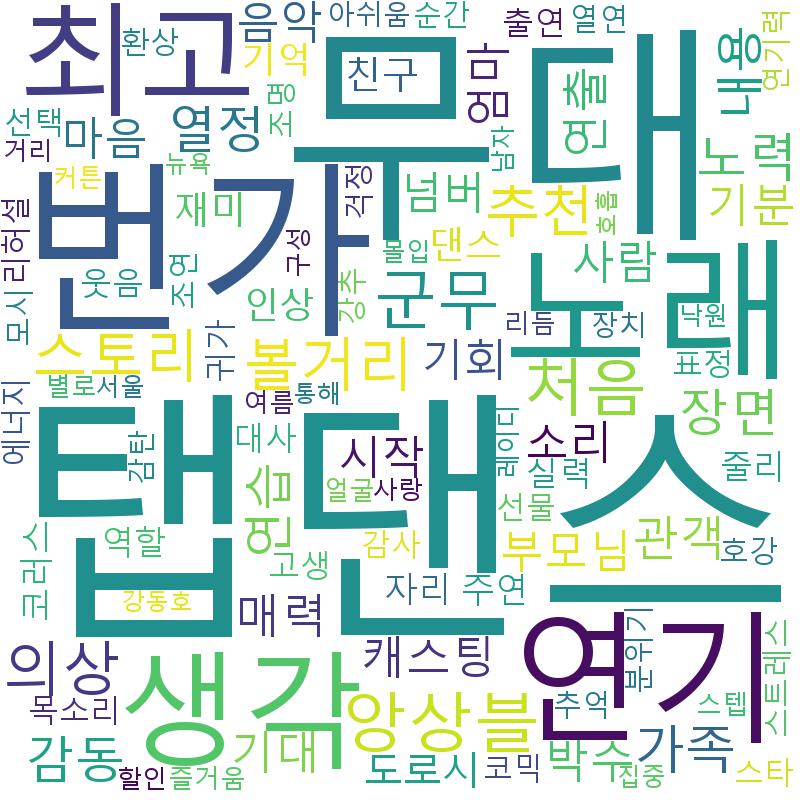 최고
음악
아쉬움
순간
출연
열연
환상
기억
무대
친구
엄마
연출
내용
연기력
선택
마음
열정
조명
남자
노력
거리
번가
커튼
뉴욕
재미
걱정
넘버
추천
호흡
기분
리허설
웃음
조연
구성
몰입
댄스
사람
모시
인상
강추
군무
노래
리듬
장치
낙원
스토리
귀가
볼거리
기회
처음
표정
에너지
별로
서울
여름
통해
레이디
장면
탭댄스
감탄
대사
시작
소리
실력
줄리
연습
얼굴
사랑
선물
코러스
역할
고생
감사
부모님
관객
호강
강동호
매력
자리
주연
의상
생각
캐스팅
연기
분위기
스트레스
목소리
앙상블
추억
스텝
감동
기대
도로시
코믹
박수
가족
할인
즐거움
집중
스타